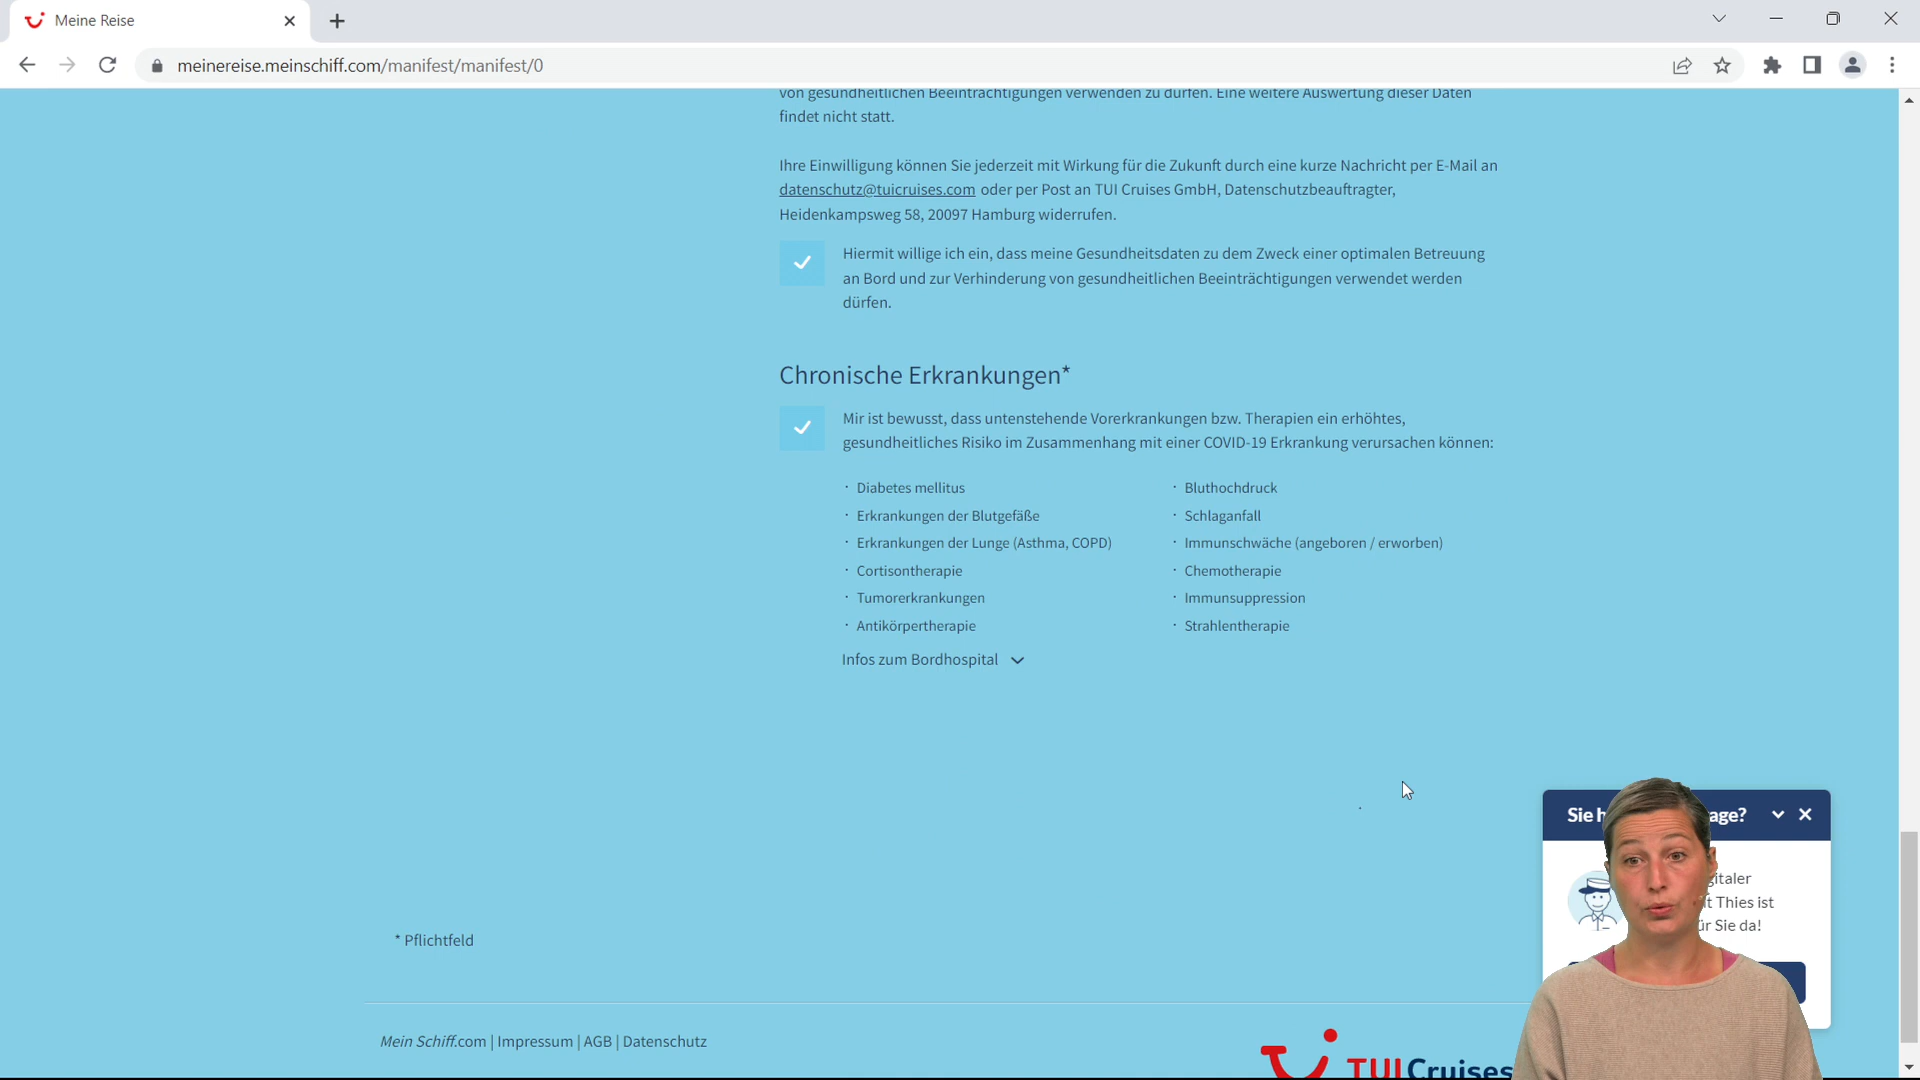 Meine Reise
meinereise.meinschiff.com/manifest/manifest/0
von gesundheitlichen Beeinträchtigungen verwenden zu dürfen. Eine weitere Auswertung dieser Daten
findet nicht statt.
Ihre Einwilligung können Sie jederzeit mit Wirkung für die Zukunft durch eine kurze Nachricht per E-Mail an
datenschutz@tuicruises.com oder per Post an TUI Cruises GmbH, Datenschutzbeauftragter,
Heidenkampsweg 58, 20097 Hamburg widerrufen.
Hiermit willige ich ein, dass meine Gesundheitsdaten zu dem Zweck einer optimalen Betreuung
an Bord und zur Verhinderung von gesundheitlichen Beeinträchtigungen verwendet werden
dürfen.
Chronische Erkrankungen*
Mir ist bewusst, dass untenstehende Vorerkrankungen bzw. Therapien ein erhöhtes,
gesundheitliches Risiko im Zusammenhang mit einer COVID-19 Erkrankung verursachen können:
· Diabetes mellitus
· Erkrankungen der Blutgefäße
· Erkrankungen der Lunge (Asthma, COPD)
· Cortisontherapie
· Tumorerkrankungen
· Antikörpertherapie
· Bluthochdruck
· Schlaganfall
· Immunschwäche (angeboren / erworben)
· Chemotherapie
· Immunsuppression
· Strahlentherapie
Infos zum Bordhospital
Sie
Thies ist
Sie da!
* Pflichtfeld
Mein Schiff.com | Impressum | AGB | Datenschutz
TUI Cruises